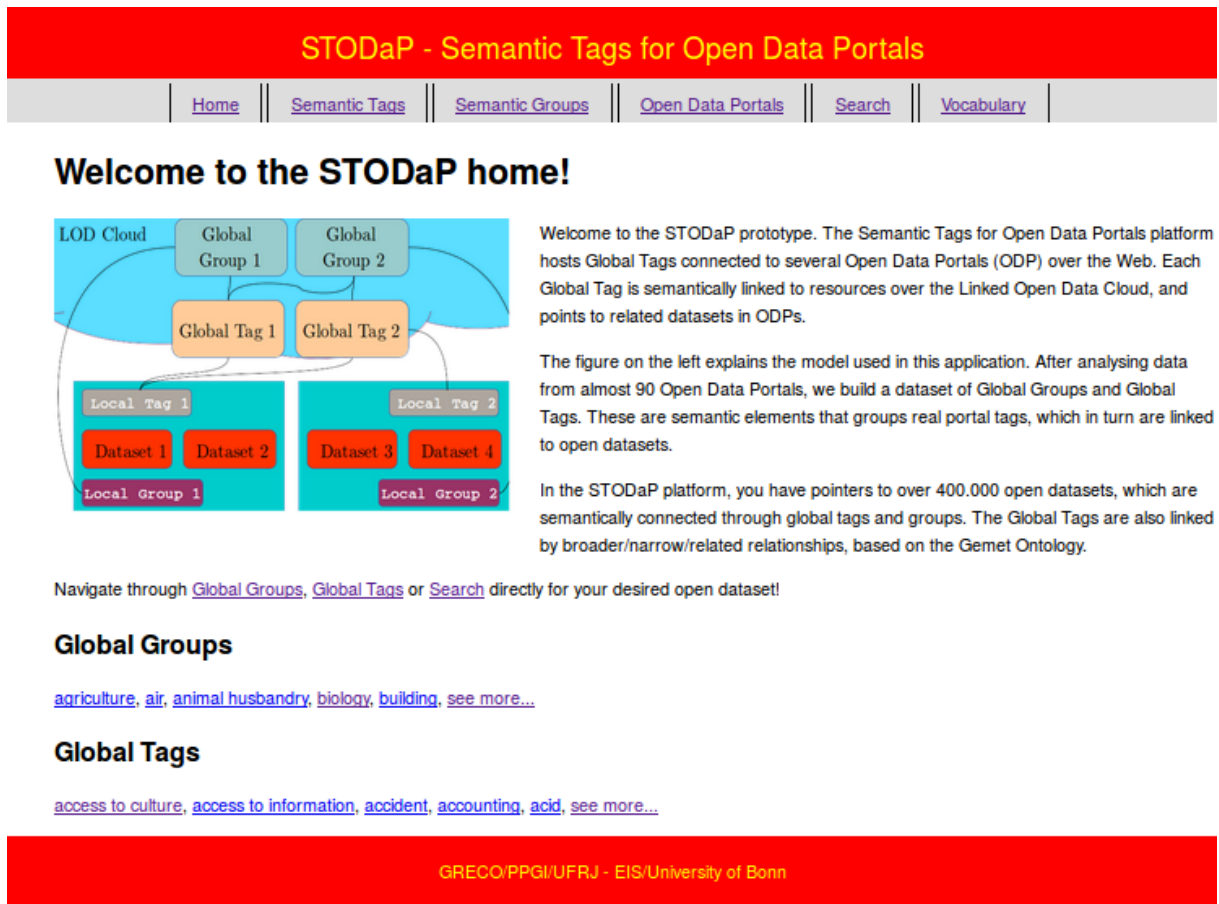 STODaP - Semantic Tags for Open Data Portals
Home Semantic Tags Semantic Groups Open Data Portals Search Vocabulary
Welcome to the STODaP home!
LOD Cloud
Global Group 1
Global Group 2
Global Tag 1
Global Tag 2
Local Tag 1
Local Tag 2
Dataset 1
Dataset 2
Dataset 3
Dataset 4
Local Group 1
Local Group 2
Welcome to the STODaP prototype. The Semantic Tags for Open Data Portals platform
hosts Global Tags connected to several Open Data Portals (ODP) over the Web. Each
Global Tag is semantically linked to resources over the Linked Open Data Cloud, and
points to related datasets in ODPs.
The figure on the left explains the model used in this application. After analysing data
from almost 90 Open Data Portals, we build a dataset of Global Groups and Global
Tags. These are semantic elements that groups real portal tags, which in turn are linked
to open datasets.
In the STODaP platform, you have pointers to over 400.000 open datasets, which are
semantically connected through global tags and groups. The Global Tags are also linked
by broader/narrow/related relationships, based on the Gemet Ontology.
Navigate through Global Groups, Global Tags or Search directly for your desired open dataset!
Global Groups
agriculture, air, animal husbandry, biology, building, see more...
Global Tags
access to culture, access to information, accident, accounting, acid, see more...
GRECO/PPGI/UFRJ - EIS/University of Bonn